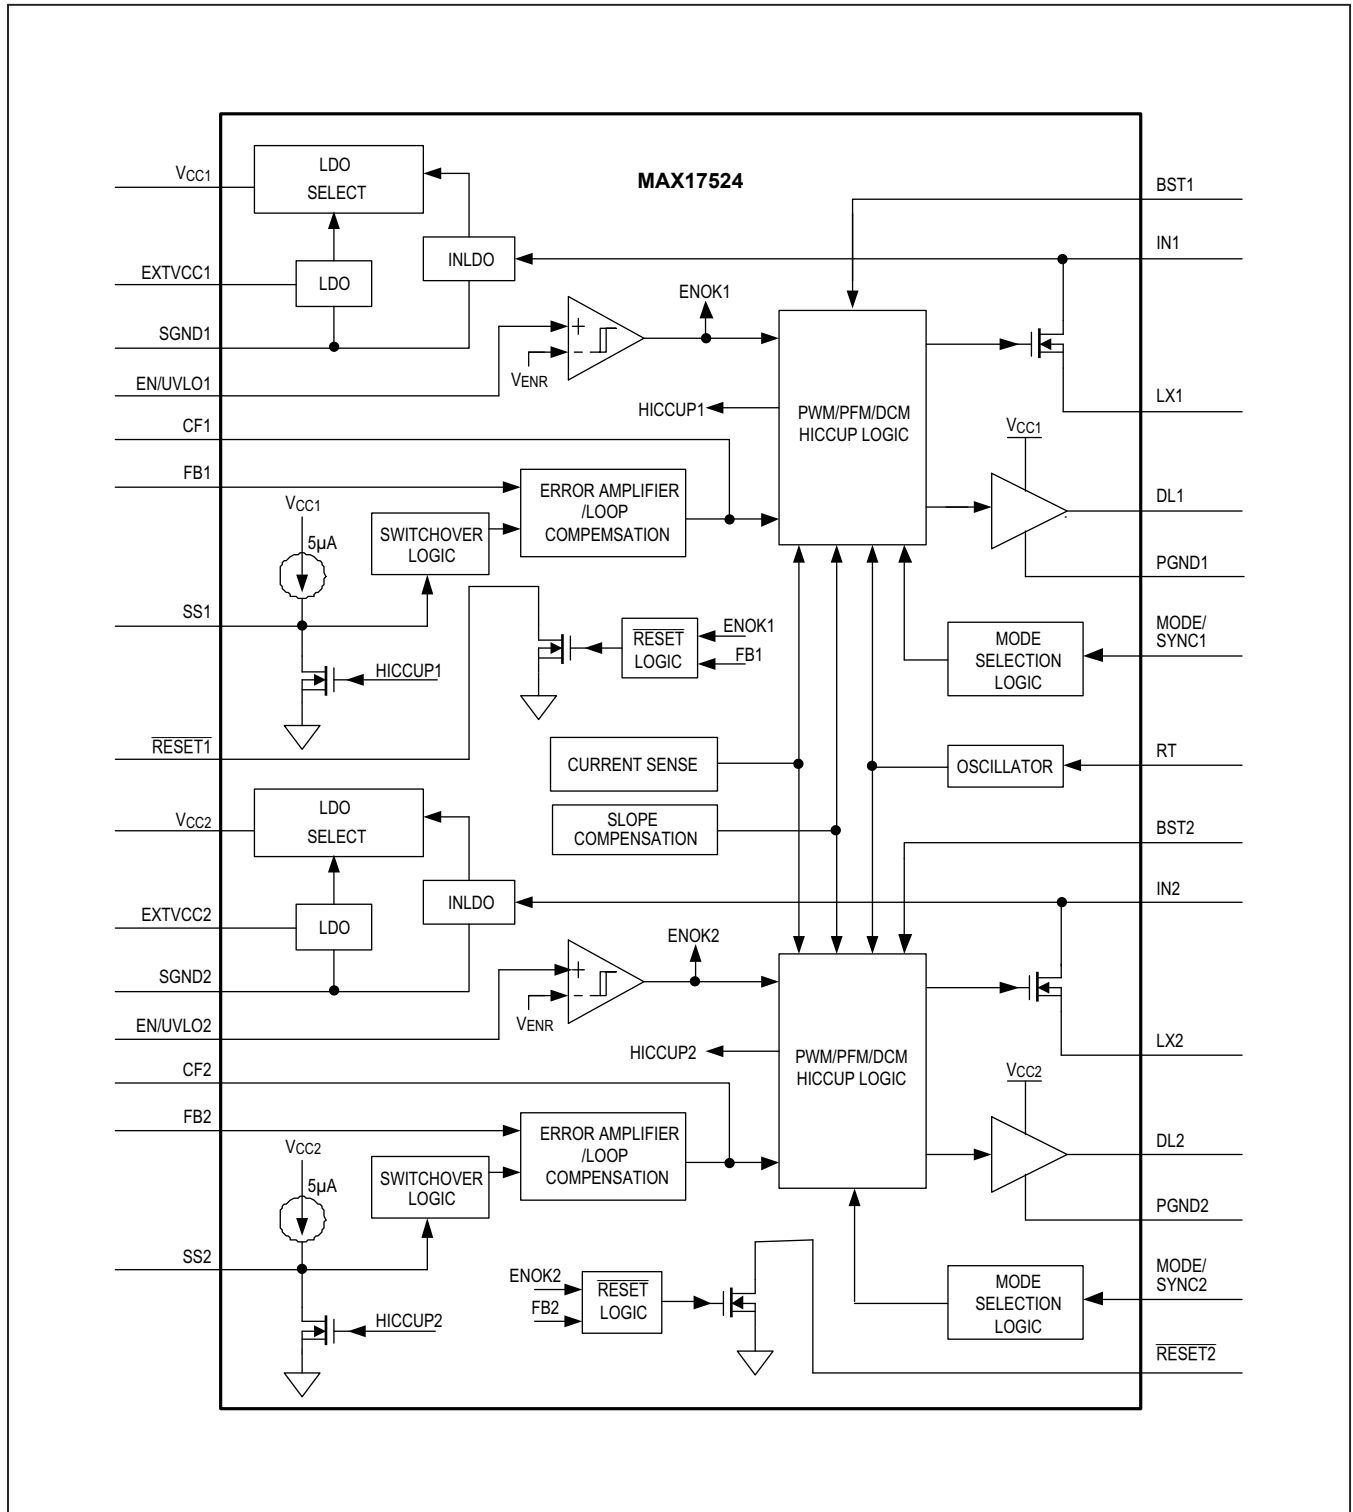 MAX17524
VCC1
LDO
SELECT
BST1
IN1
EXTVCC1
LDO
INLDO
SGND1
ENOK1
EN/UVLO1
+
-
VENR
HICCUP1
PWM/PFM/DCM
HICCUP LOGIC
LX1
CF1
VCC1
FB1
ERROR AMPLIFIER
/LOOP
COMPEMSATION
DL1
VCC1
5µA
SWITCHOVER
LOGIC
PGND1
SS1
RESET
LOGIC
ENOK1
FB1
MODE
SELECTION
LOGIC
MODE/
SYNC1
HICCUP1
RESET1
CURRENT SENSE
OSCILLATOR
RT
SLOPE
COMPENSATION
VCC2
LDO
SELECT
BST2
IN2
EXTVCC2
LDO
INLDO
SGND2
ENOK2
EN/UVLO2
+
-
VENR
HICCUP2
PWM/PFM/DCM
HICCUP LOGIC
LX2
CF2
VCC2
FB2
ERROR AMPLIFIER
/LOOP
COMPENSATION
DL2
VCC2
5µA
SWITCHOVER
LOGIC
PGND2
SS2
ENOK2
FB2
RESET
LOGIC
MODE
SELECTION
LOGIC
MODE/
SYNC2
HICCUP2
RESET2